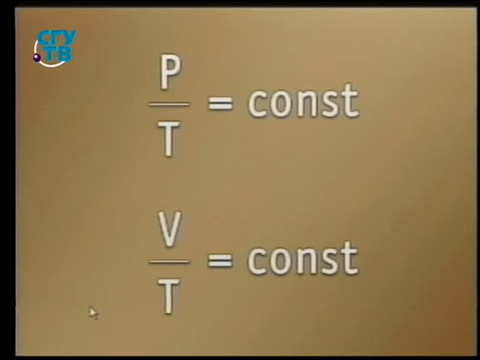 СГУ
ТВ
P
T
= const
V
T
= const